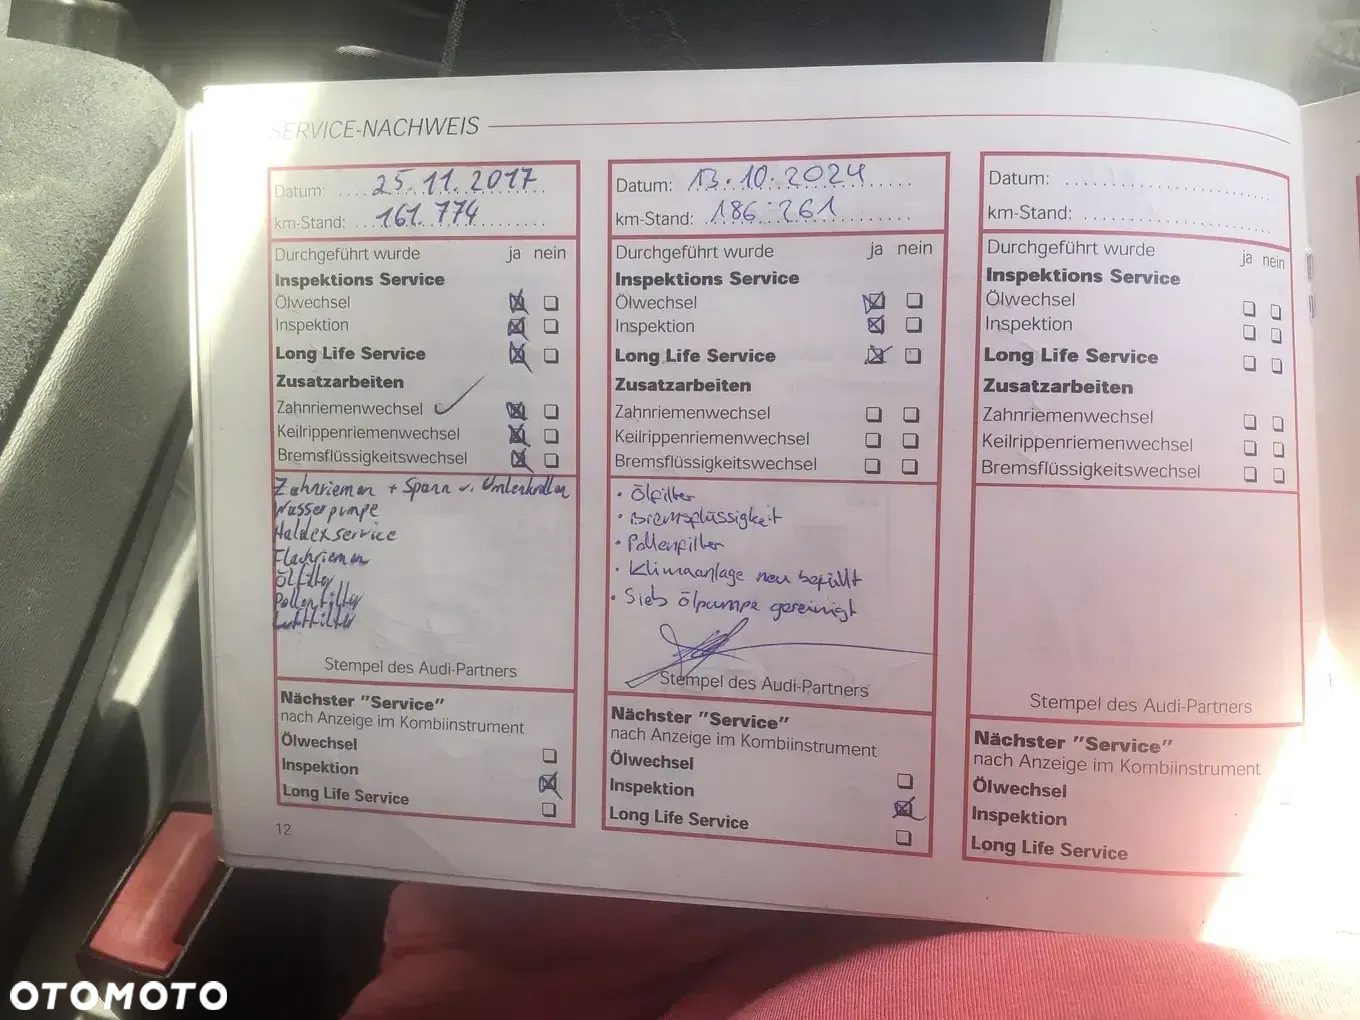 SERVICE-NACHWEIS
Datum: 25.11.2017
km-Stand: 161.774
Durchgeführt wurde ja nein
Inspektions Service
Ölwechsel
Inspektion
Long Life Service
Zusatzarbeiten
Zahnriemenwechsel
Keilrippenriemenwechsel
Bremsflüssigkeitswechsel
Zahnriemen + Spann u. Umlenkrollen
Wasserpumpe
Haldexservice
Flachriemen
Ölfilter
Pollenfilter
Luftfilter
Stempel des Audi-Partners
Nächster "Service"
nach Anzeige im Kombiinstrument
Ölwechsel
Inspektion
Long Life Service
12
Datum: 13.10.2024
km-Stand: 186.261
Durchgeführt wurde ja nein
Inspektions Service
Ölwechsel
Inspektion
Long Life Service
Zusatzarbeiten
Zahnriemenwechsel
Keilrippenriemenwechsel
Bremsflüssigkeitswechsel
• Ölfilter
• Bremsflüssigkeit
• Pollenfilter
• Klimaanlage neu befüllt
• Sieb Ölpumpe gereinigt
Stempel des Audi-Partners
Nächster "Service"
nach Anzeige im Kombiinstrument
Ölwechsel
Inspektion
Long Life Service
Datum:
km-Stand:
Durchgeführt wurde ja nein
Inspektions Service
Ölwechsel
Inspektion
Long Life Service
Zusatzarbeiten
Zahnriemenwechsel
Keilrippenriemenwechsel
Bremsflüssigkeitswechsel
Stempel des Audi-Partners
Nächster "Service"
nach Anzeige im Kombiinstrument
Ölwechsel
Inspektion
Long Life Service
OTOMOTO